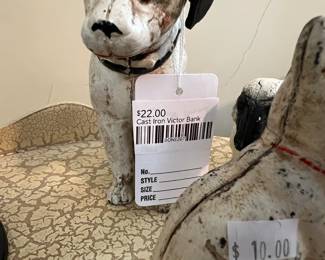 $22.00
Cast Iron Victor Bank
No.
STYLE
SIZE
PRICE
$ 10.00